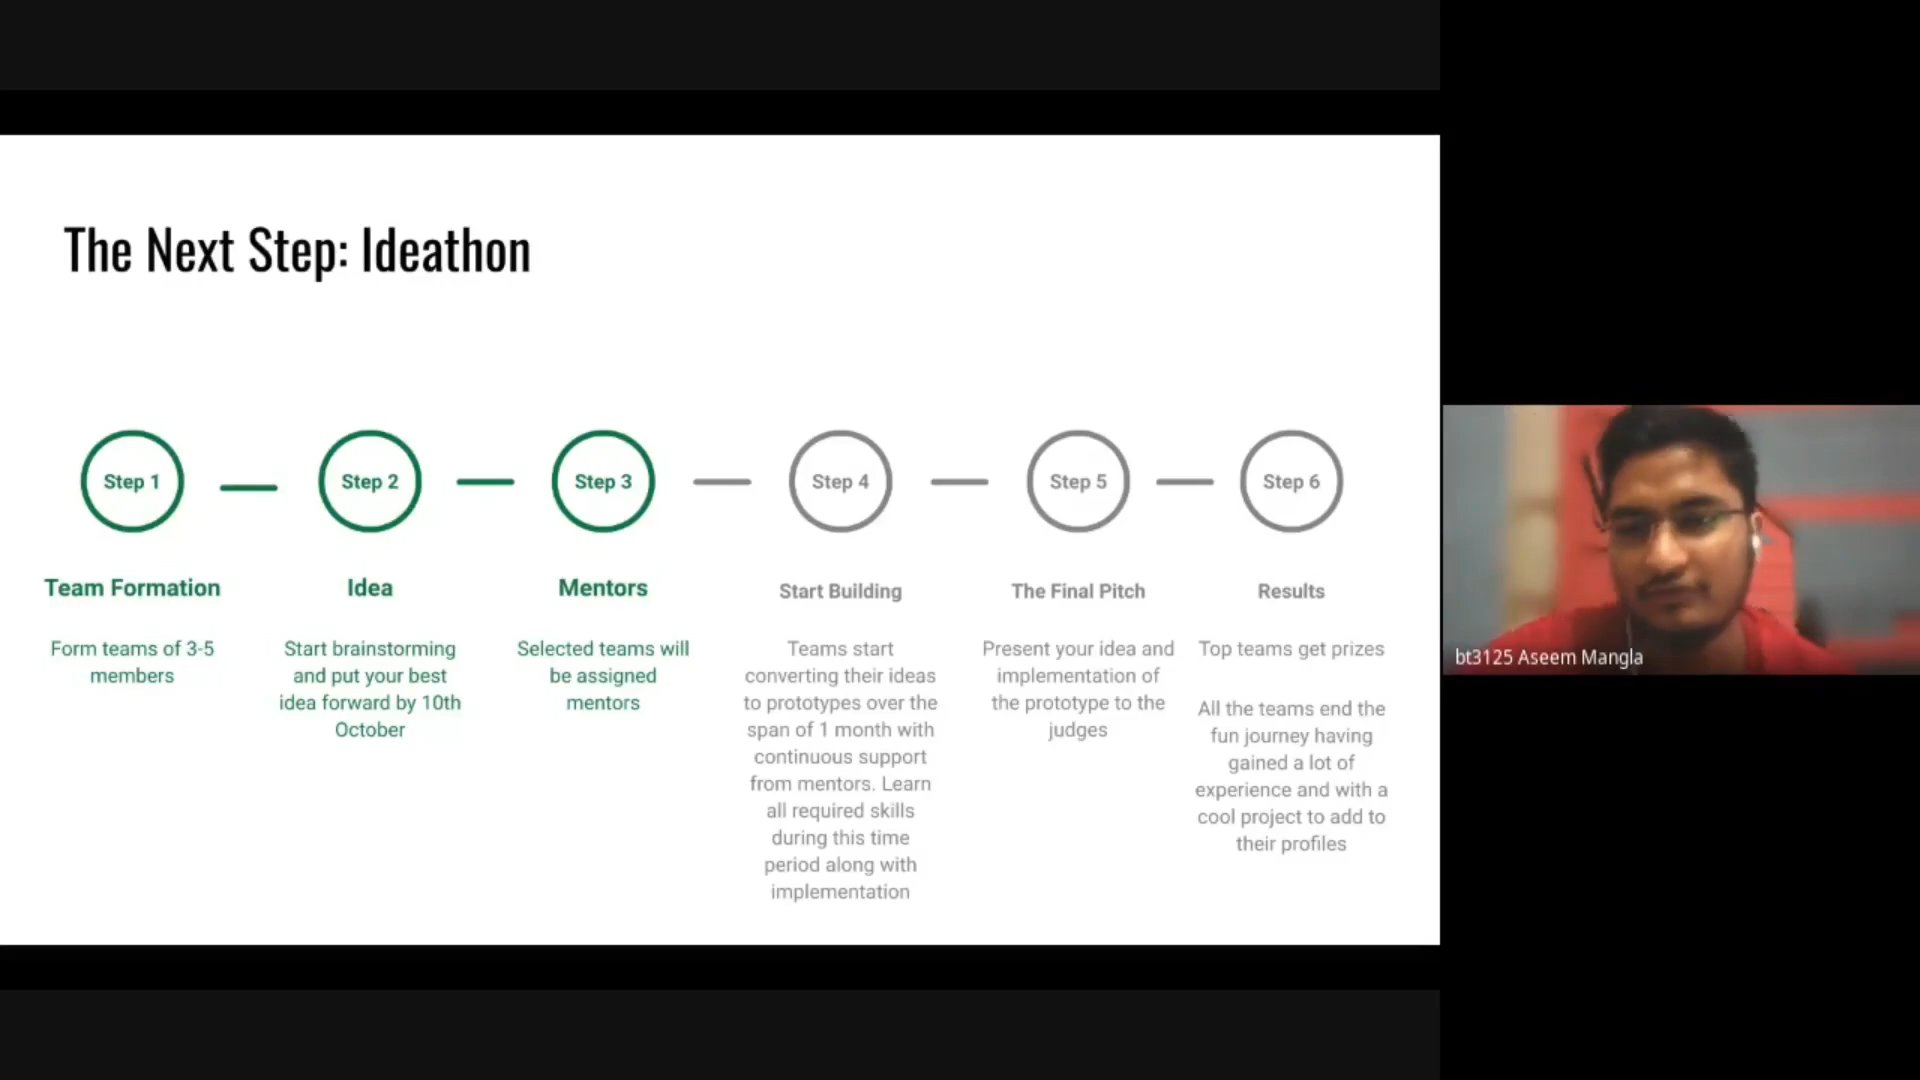 The Next Step: Ideathon
Step 1
Step 2
Step 3
Step 4
Step 5
Step 6
Team Formation
Form teams of 3-5
members
Idea
Start brainstorming
and put your best
idea forward by 10th
October
Mentors
Selected teams will
be assigned
mentors
Start Building
Teams start
converting their ideas
to prototypes over the
span of 1 month with
continuous support
from mentors. Learn
all required skills
during this time
period along with
implementation
The Final Pitch
Present your idea and
implementation of
the prototype to the
judges
Results
Top teams get prizes
All the teams end the
fun journey having
gained a lot of
experience and with a
cool project to add to
their profiles
bt3125 Aseem Mangla